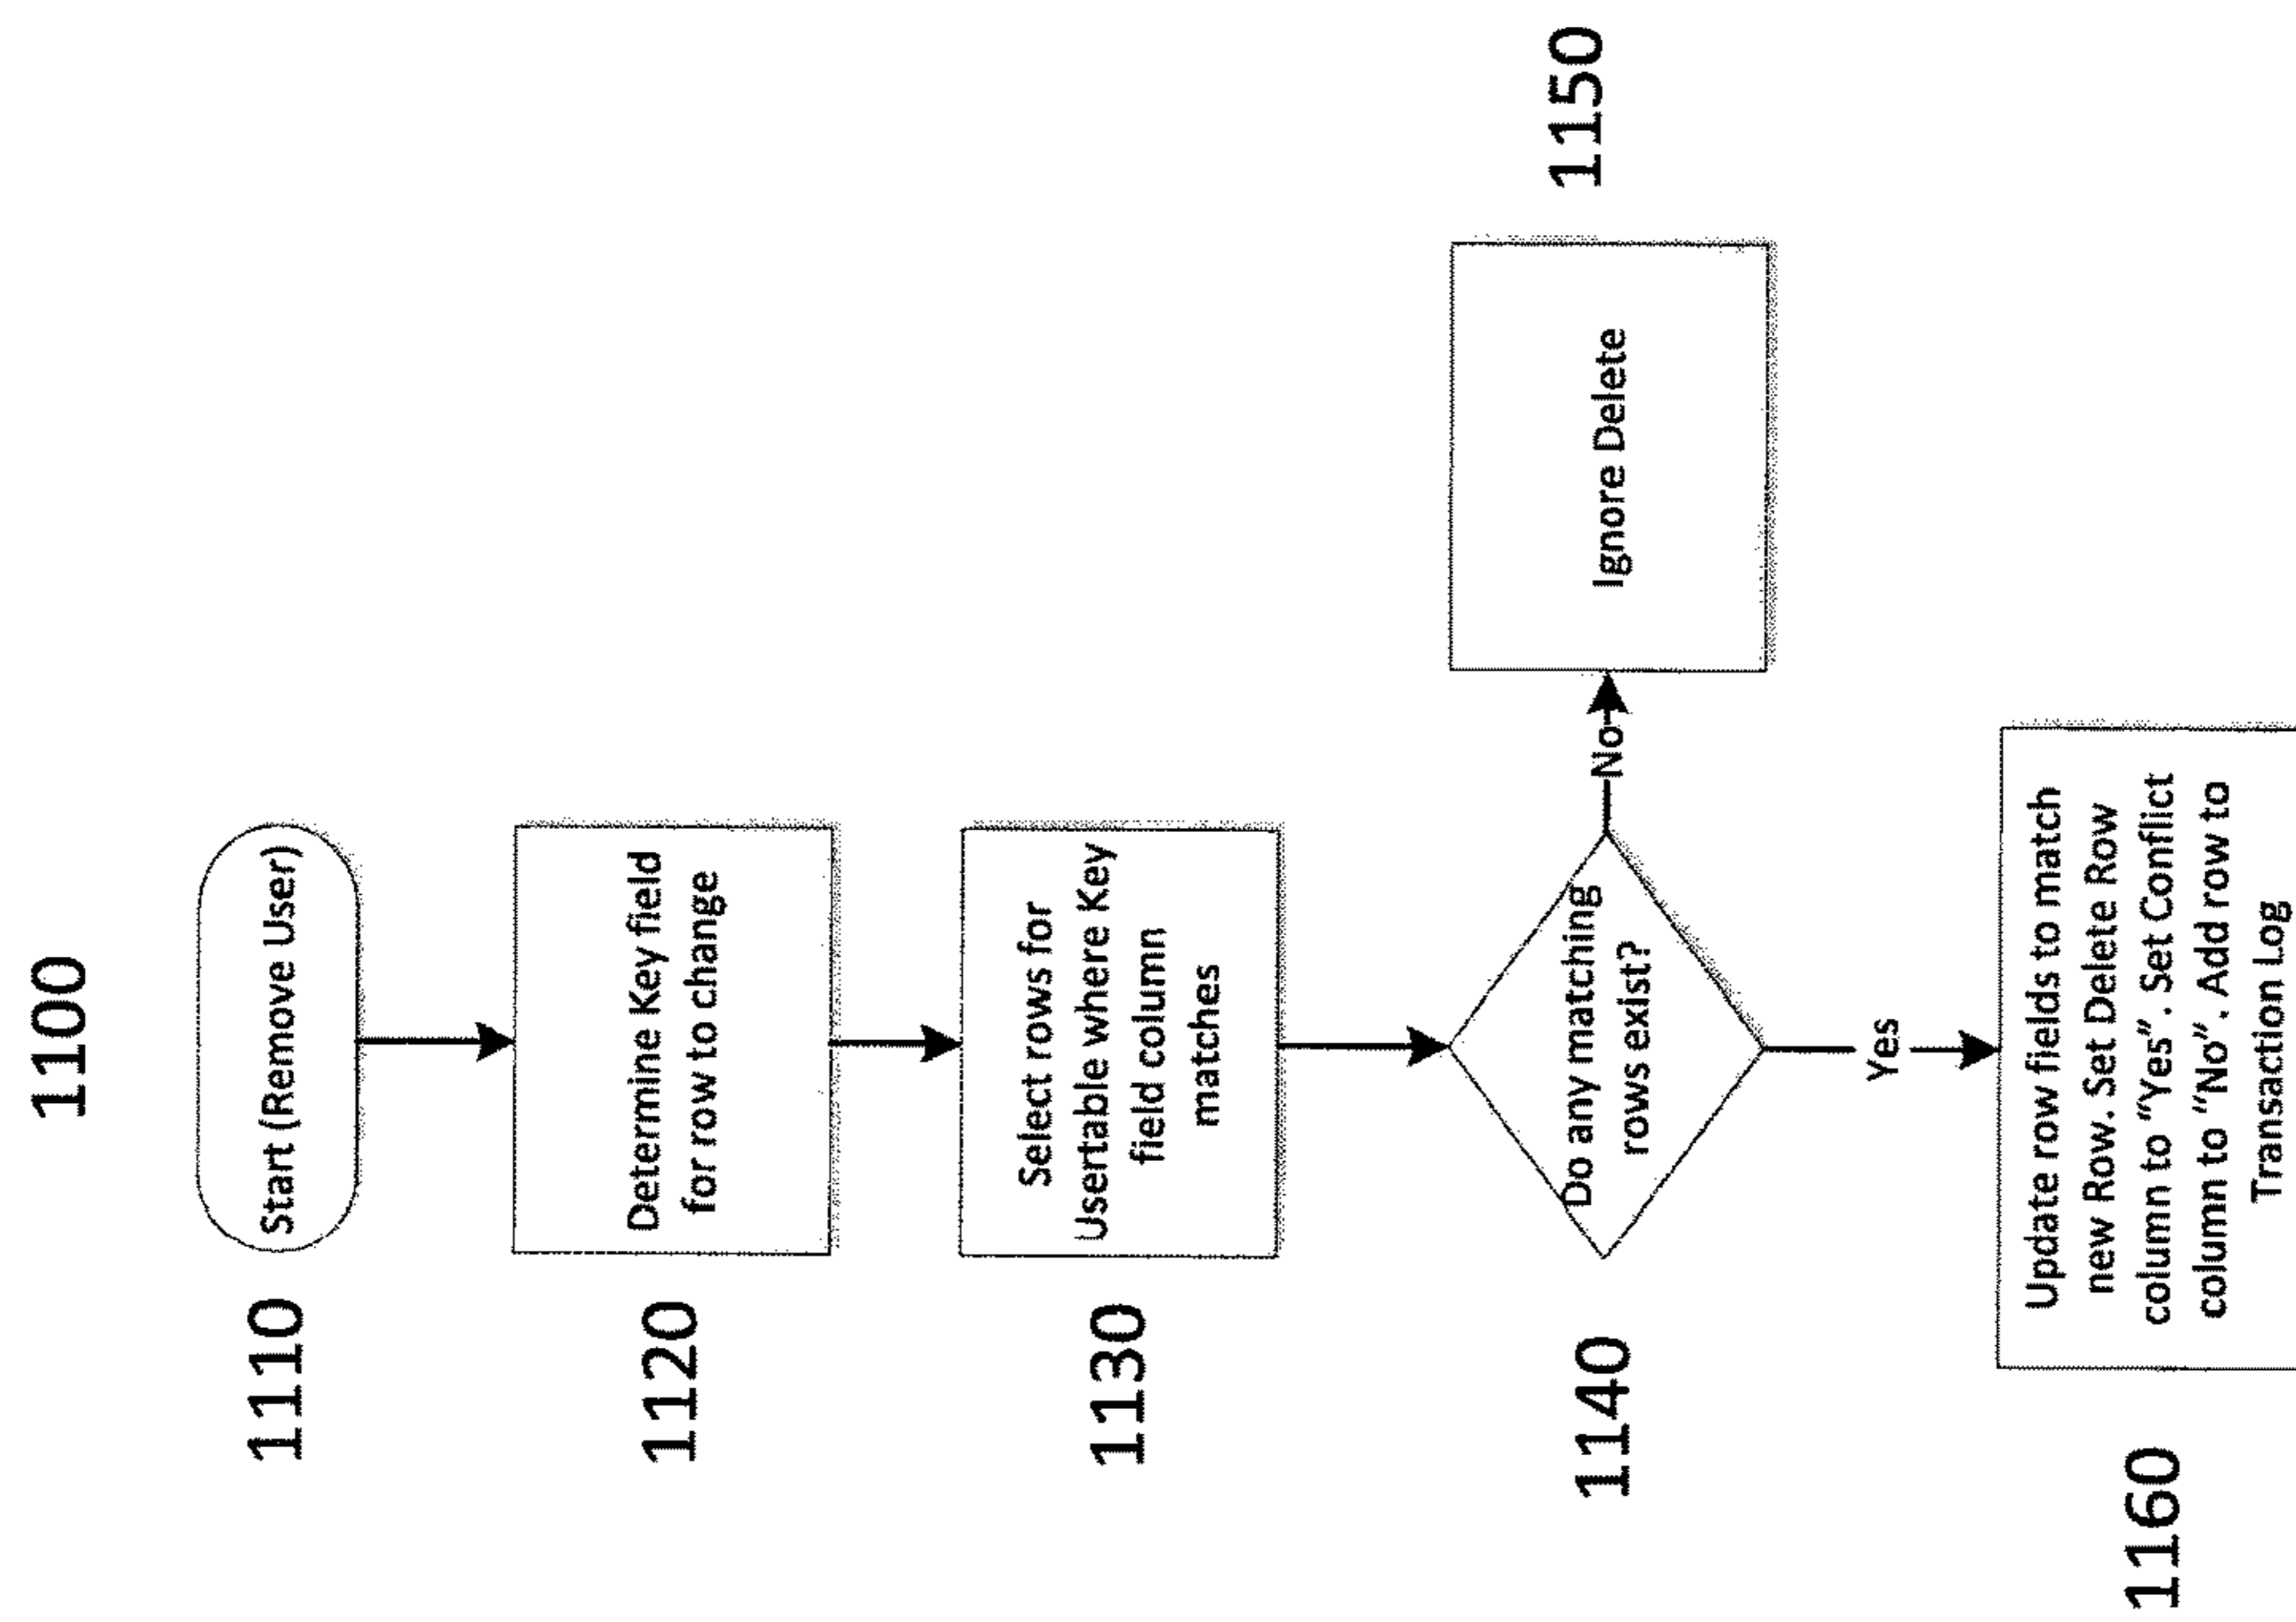 1100
1110
Start (Remove User)
1120
Determine Key field
for row to change
1130
Select rows for
Usertable where Key
field column
matches
1140
Do any matching
rows exist?
No
Ignore Delete
1150
Yes
1160
Update row fields to match
new Row. Set Delete Row
column to "Yes". Set Conflict
column to "No". Add row to
Transaction Log